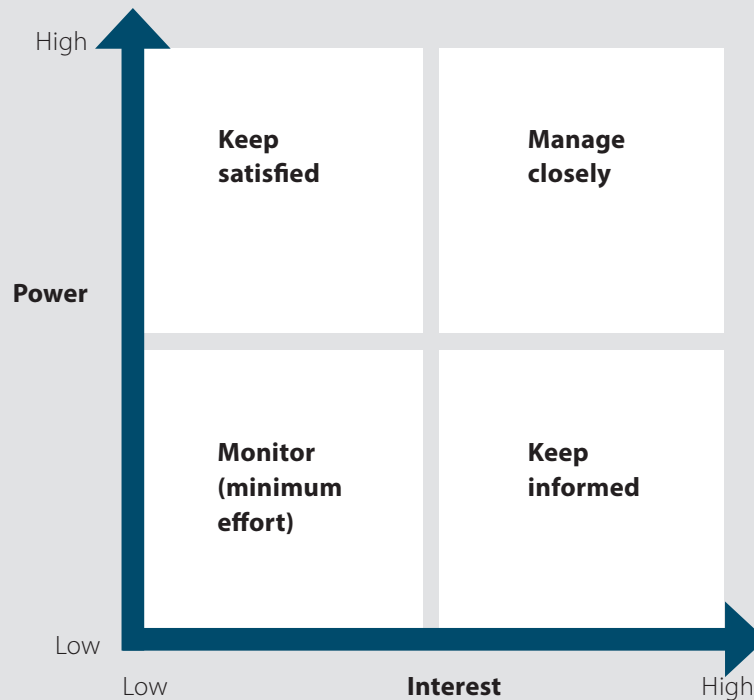 High
Keep
satisfied
Manage
closely
Power
Monitor
(minimum
effort)
Keep
informed
Low
Low
Interest
High